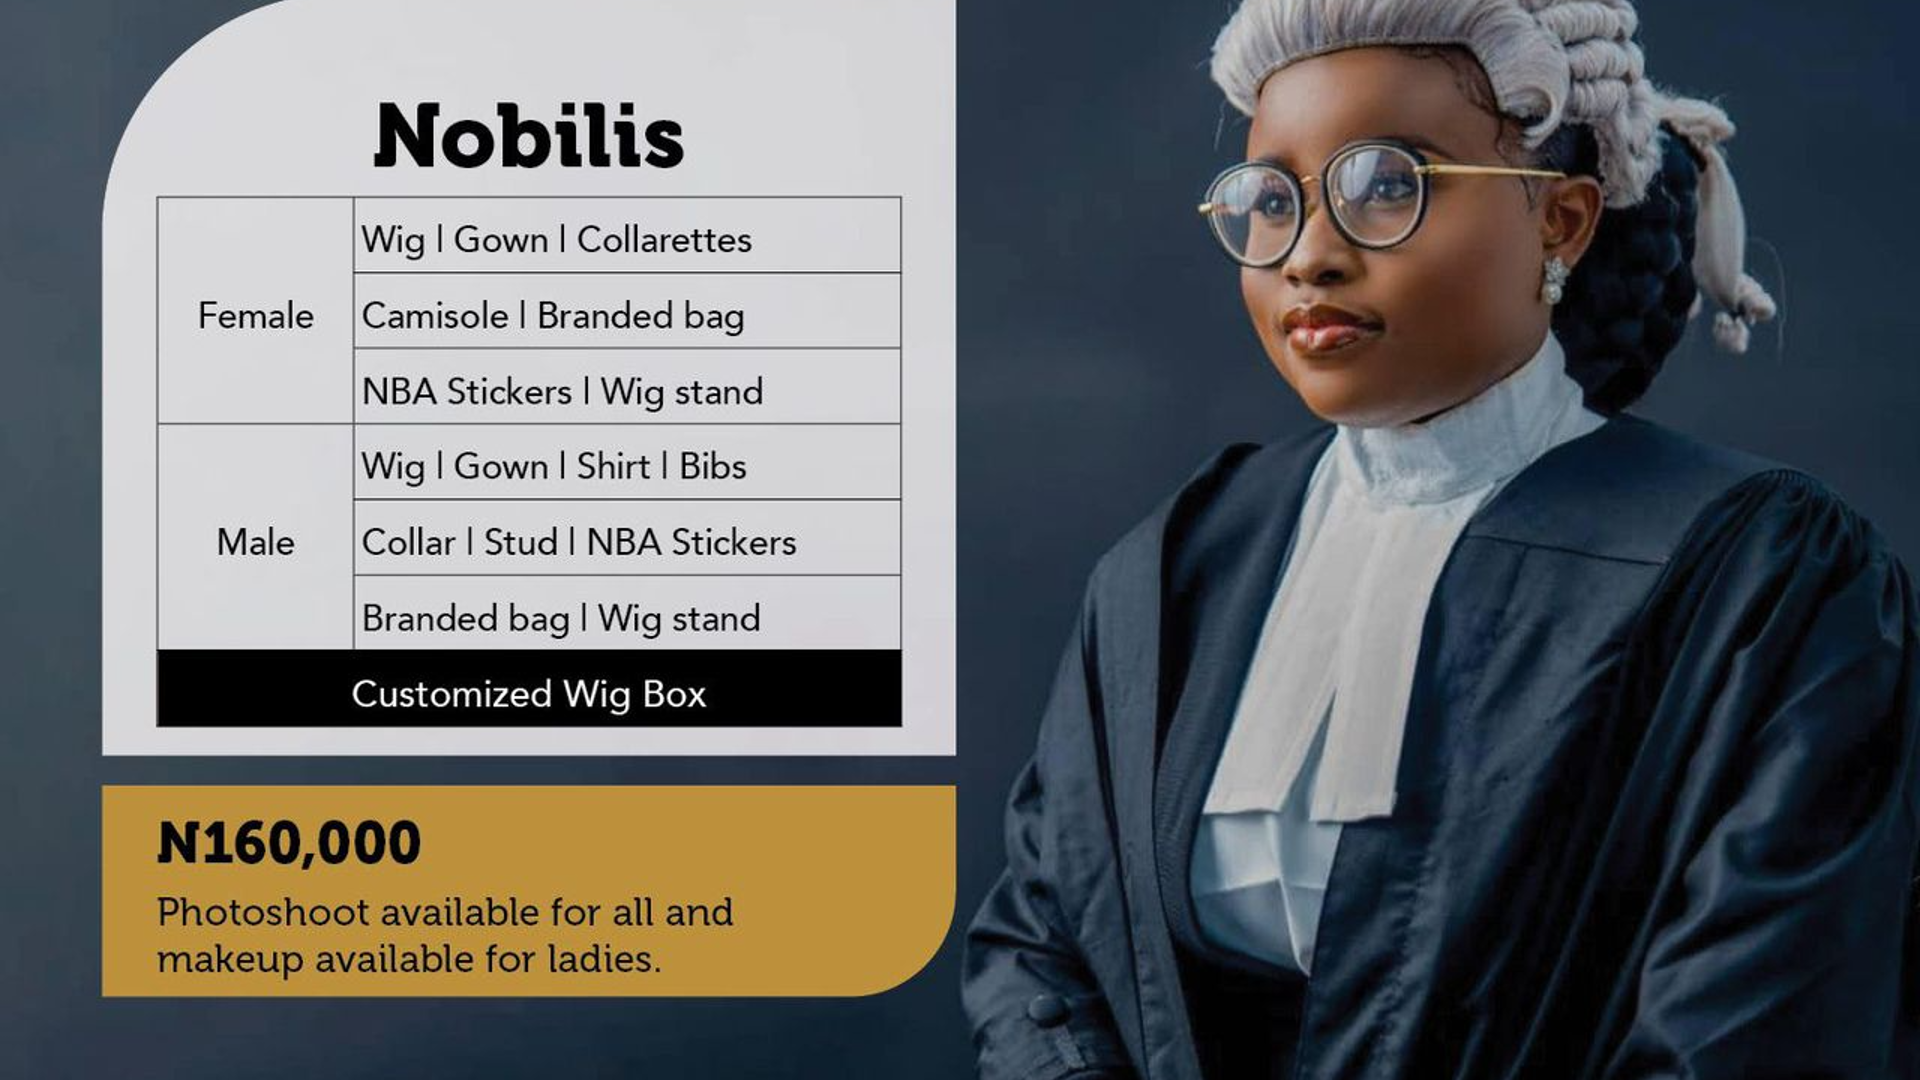 Nobilis
Female
Wig | Gown | Collarettes
Camisole | Branded bag
NBA Stickers | Wig stand
Male
Wig | Gown | Shirt | Bibs
Collar | Stud | NBA Stickers
Branded bag | Wig stand
Customized Wig Box
N160,000
Photoshoot available for all and
makeup available for ladies.